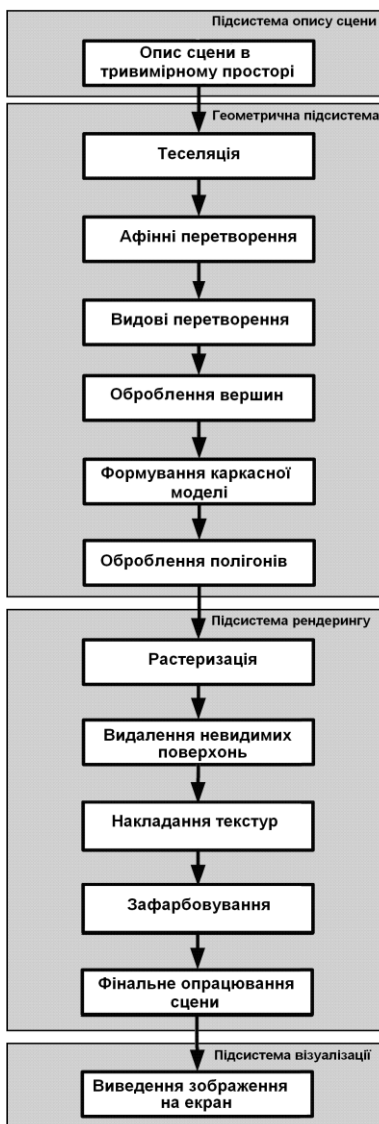 Підсистема опису сцени
Опис сцени в
тривимірному просторі
Геометрична підсистема
Теселяція
Афінні перетворення
Видові перетворення
Оброблення вершин
Формування каркасної
моделі
Оброблення полігонів
Підсистема рендерингу
Растеризація
Видалення невидимих
поверхонь
Накладання текстур
Зафарбовування
Фінальне опрацювання
сцени
Підсистема візуалізації
Виведення зображення
на екран